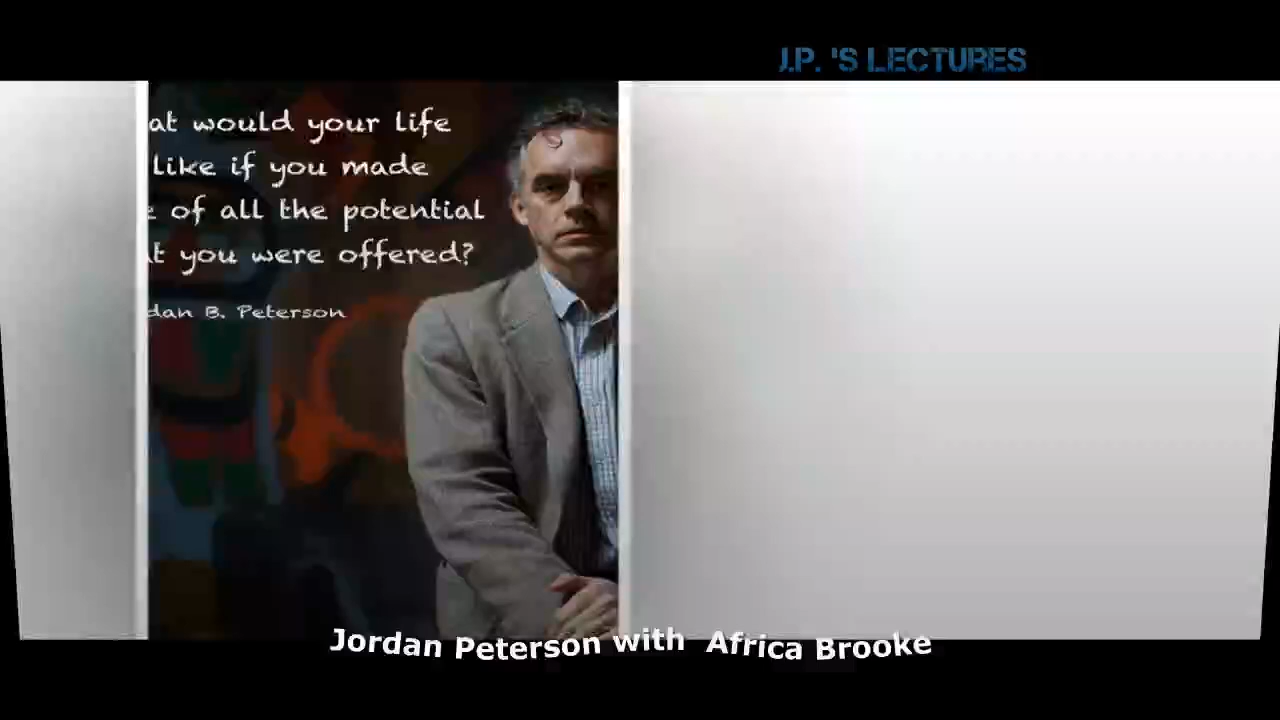 J.P. 'S LECTURES
at would your life
like if you made
e of all the potential
t you were offered?
dan B. Peterson
Jordan Peterson with Africa Brooke